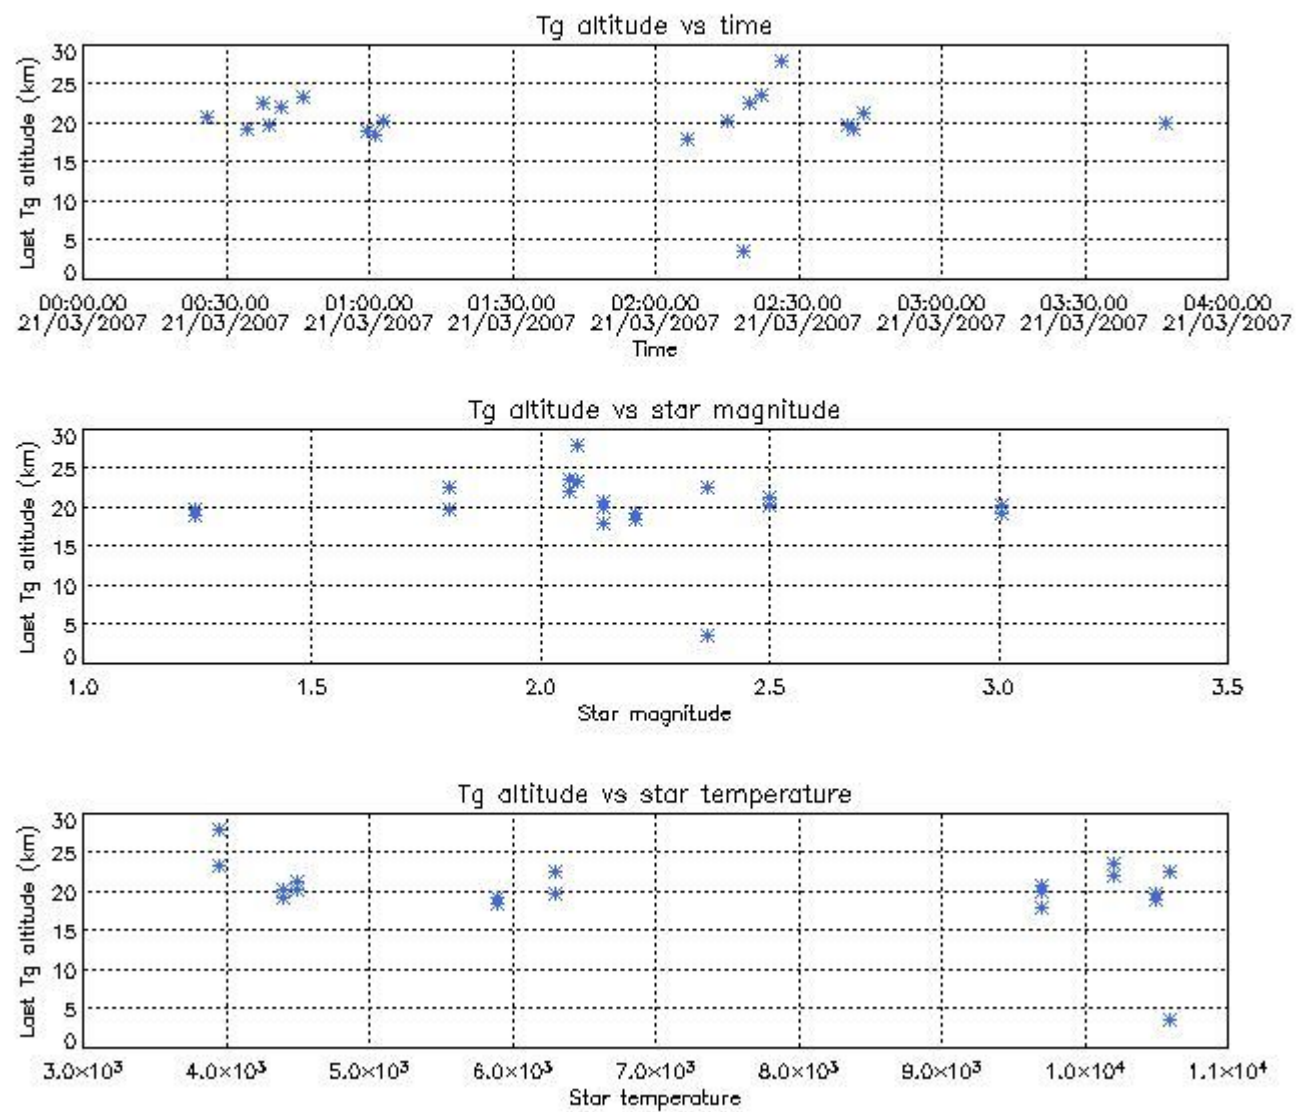 Tg altitude vs time
Last Tg altitude (km)
30
25
20
15
10
5
0
00:00.00 00:30.00 01:00.00 01:30.00 02:00.00 02:30.00 03:00.00 03:30.00 04:00.00
21/03/2007 21/03/2007 21/03/2007 21/03/2007 21/03/2007 21/03/2007 21/03/2007 21/03/2007 21/03/2007
Time
Tg altitude vs star magnitude
Last Tg altitude (km)
30
25
20
15
10
5
0
1.0 1.5 2.0 2.5 3.0 3.5
Star magnitude
Tg altitude vs star temperature
Last Tg altitude (km)
30
25
20
15
10
5
0
3.0×10³ 4.0×10³ 5.0×10³ 6.0×10³ 7.0×10³ 8.0×10³ 9.0×10³ 1.0×10⁴ 1.1×10⁴
Star temperature